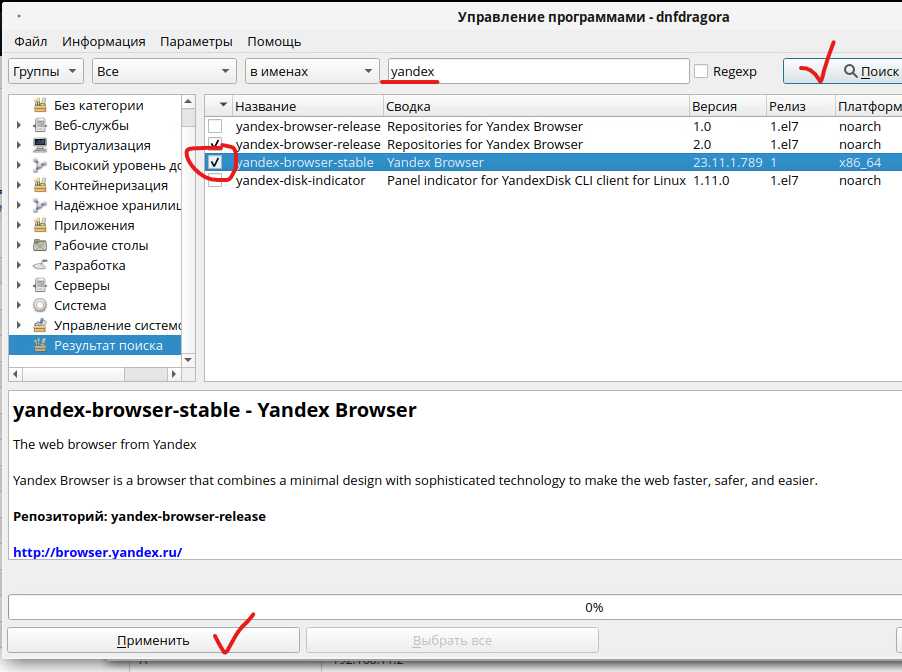 Управление программами - dnfdragora
Файл Информация Параметры Помощь
Группы Все в именах yandex Regexp Поиск
Название Сводка Версия Релиз Платформ
Без категории
Веб-службы
Виртуализация
Высокий уровень до
Контейнеризация
Надёжное хранилиц
Приложения
Рабочие столы
Разработка
Серверы
Система
Управление системо
Результат поиска
yandex-browser-release Repositories for Yandex Browser 1.0 1.el7 noarch
yandex-browser-release Repositories for Yandex Browser 2.0 1.el7 noarch
yandex-browser-stable Yandex Browser 23.11.1.789 1 x86_64
yandex-disk-indicator Panel indicator for YandexDisk CLI client for Linux 1.11.0 1.el7 noarch
yandex-browser-stable - Yandex Browser
The web browser from Yandex
Yandex Browser is a browser that combines a minimal design with sophisticated technology to make the web faster, safer, and easier.
Репозиторий: yandex-browser-release
http://browser.yandex.ru/
0%
Применить Выбрать все